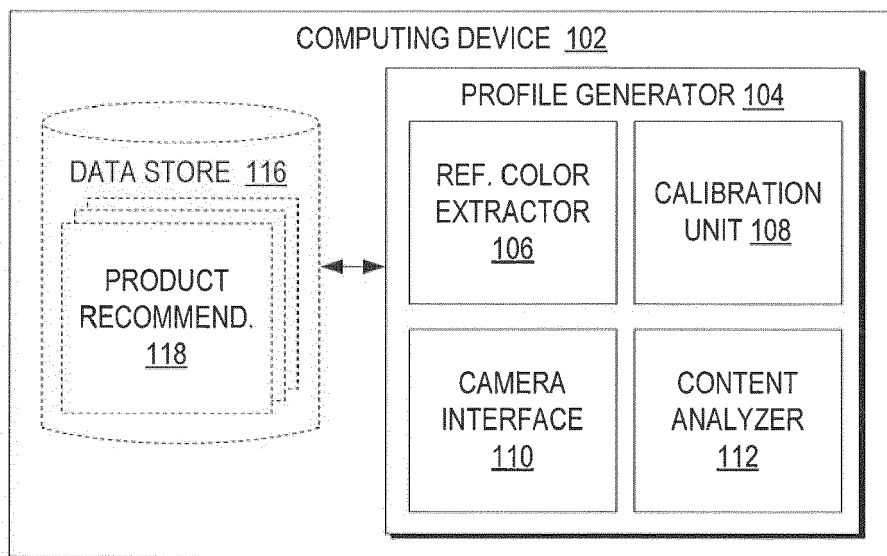 COMPUTING DEVICE 102
DATA STORE 116
PRODUCT
RECOMMEND.
118
PROFILE GENERATOR 104
REF. COLOR
EXTRACTOR
106
CALIBRATION
UNIT 108
CAMERA
INTERFACE
110
CONTENT
ANALYZER
112